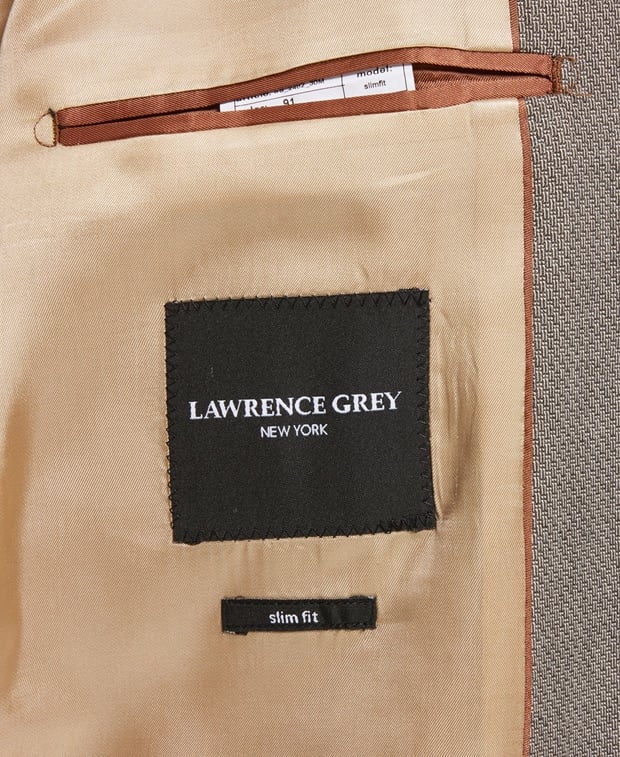 model:
91
slimfit
LAWRENCE GREY
NEW YORK
slim fit